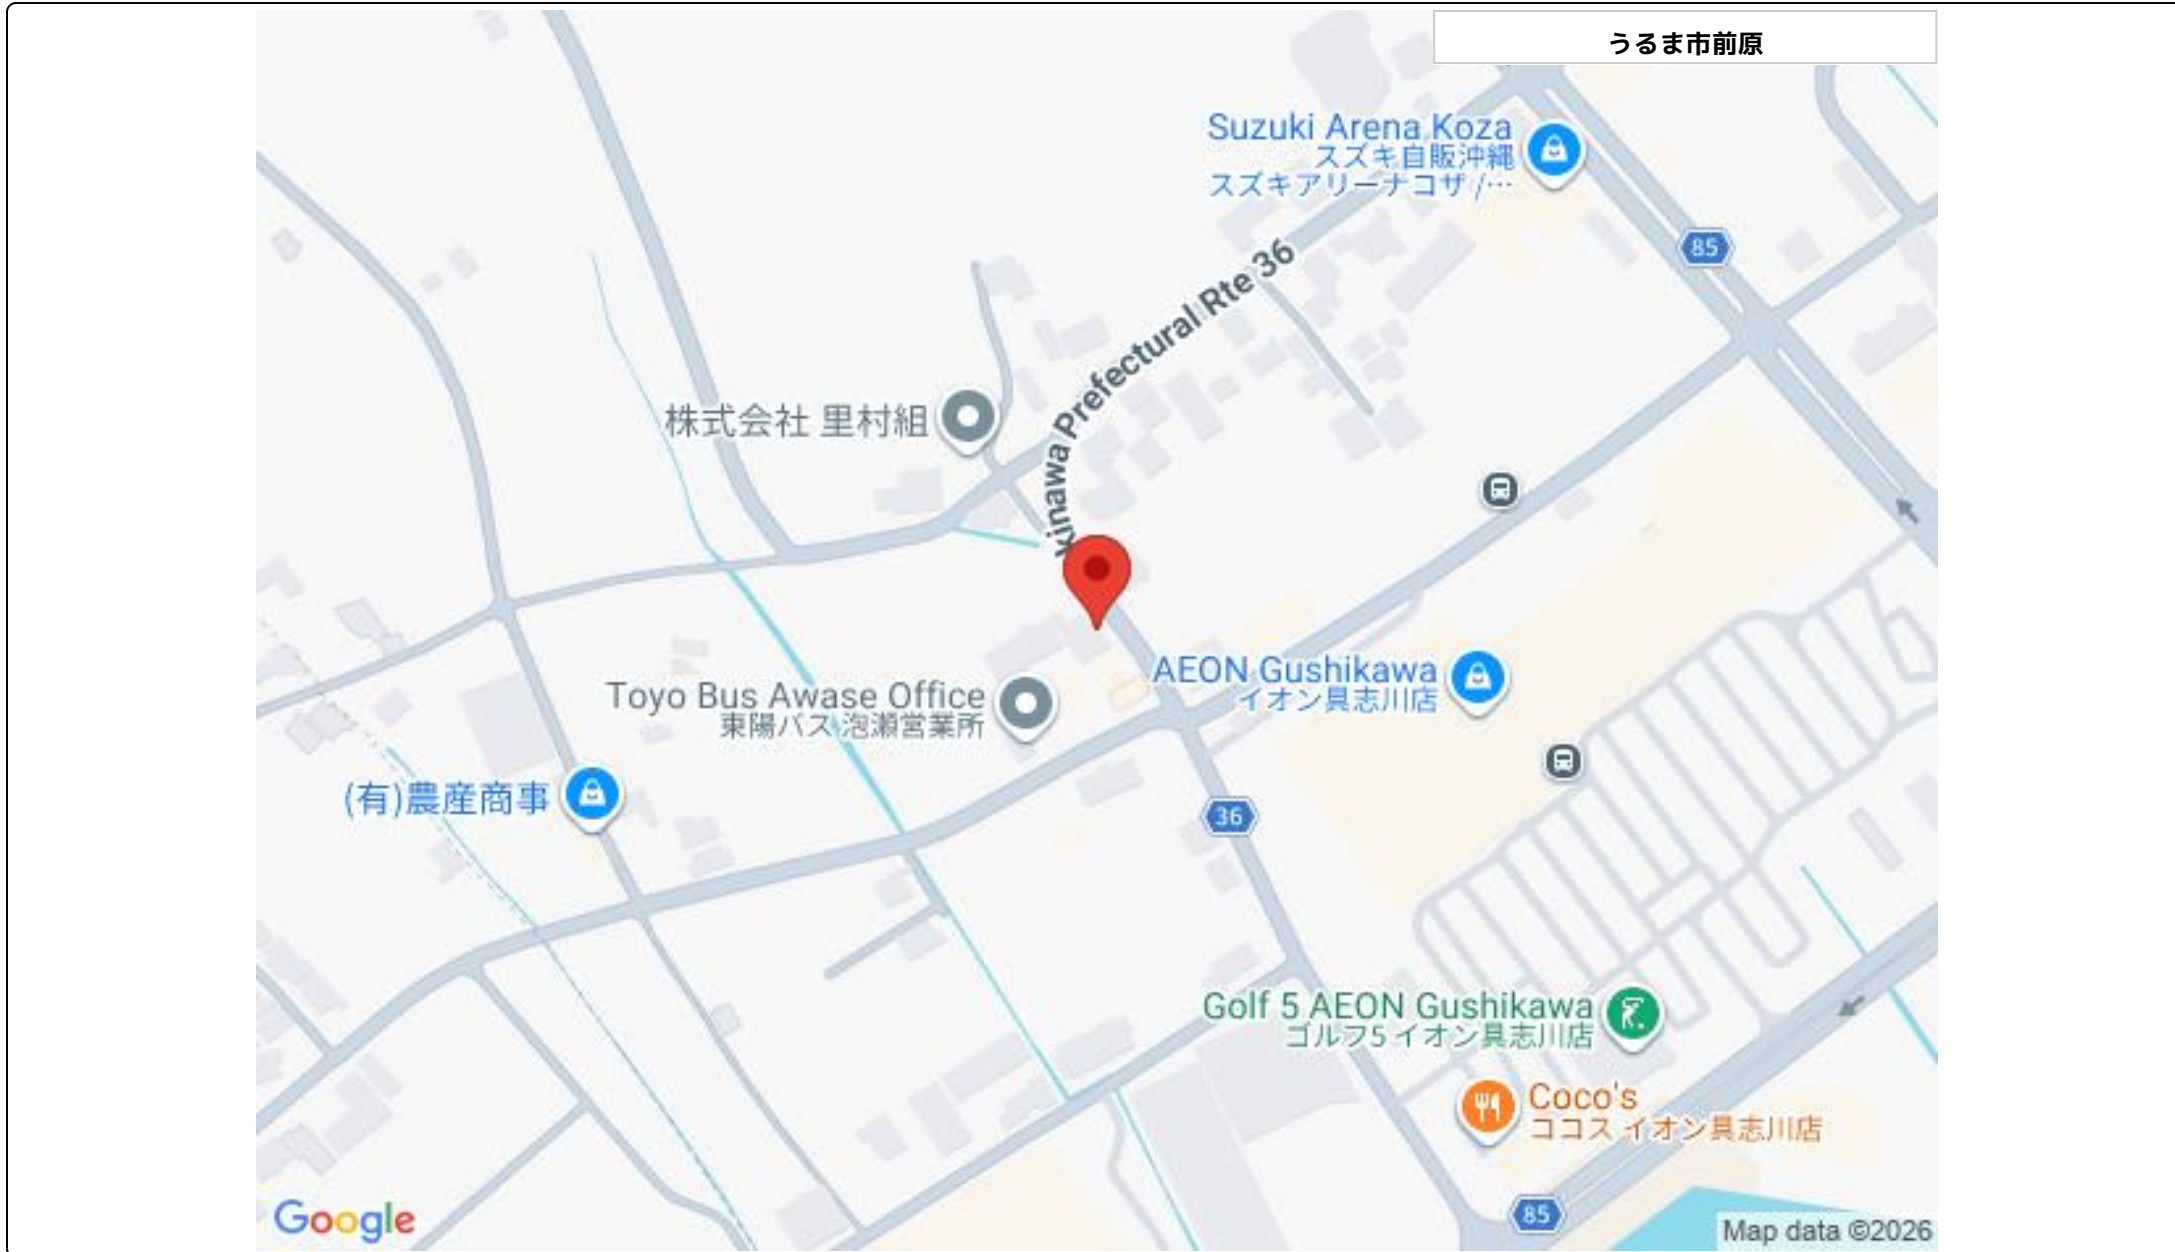 うるま市前原
Suzuki Arena Koza
スズキ自販沖縄
スズキアリーナコザ /…
85
kinawa Prefectural Rte 36
株式会社 里村組
AEON Gushikawa
イオン具志川店
Toyo Bus Awase Office
東陽バス 泡瀬営業所
(有)農産商事
36
Golf 5 AEON Gushikawa
ゴルフ5 イオン具志川店
Coco's
ココス イオン具志川店
85
Google
Map data ©2026